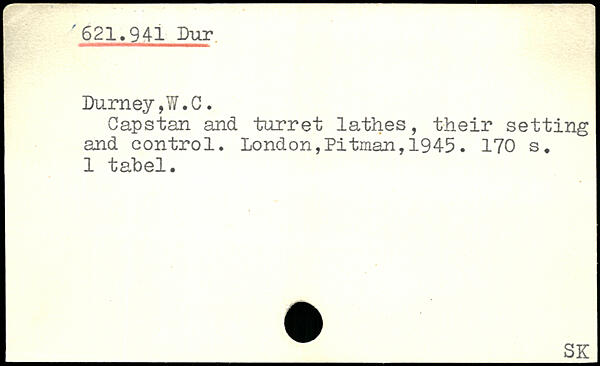 621.941 Dur
Durney,W.C.
Capstan and turret lathes, their setting
and control. London,Pitman,1945. 170 s.
1 tabel.
SK